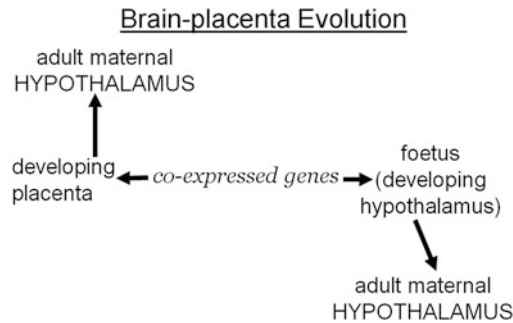 Brain-placenta Evolution
adult maternal
HYPOTHALAMUS
developing
placenta
co-expressed genes
foetus
(developing
hypothalamus)
adult maternal
HYPOTHALAMUS